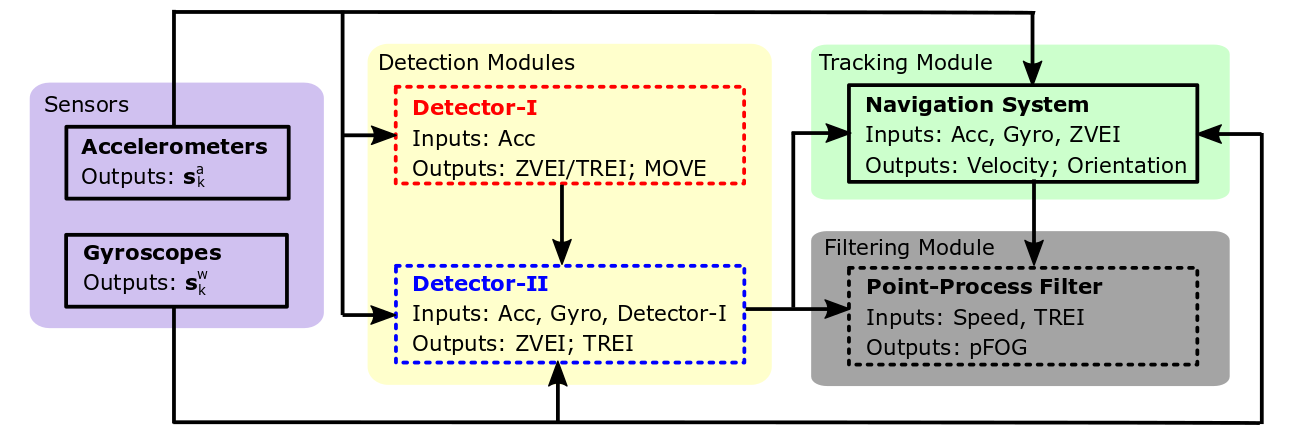 Sensors
Accelerometers
Outputs: sₖᵃ
Gyroscopes
Outputs: sₖʷ
Detection Modules
Detector-I
Inputs: Acc
Outputs: ZVEI/TREI; MOVE
Detector-II
Inputs: Acc, Gyro, Detector-I
Outputs: ZVEI; TREI
Tracking Module
Navigation System
Inputs: Acc, Gyro, ZVEI
Outputs: Velocity; Orientation
Filtering Module
Point-Process Filter
Inputs: Speed, TREI
Outputs: pFOG